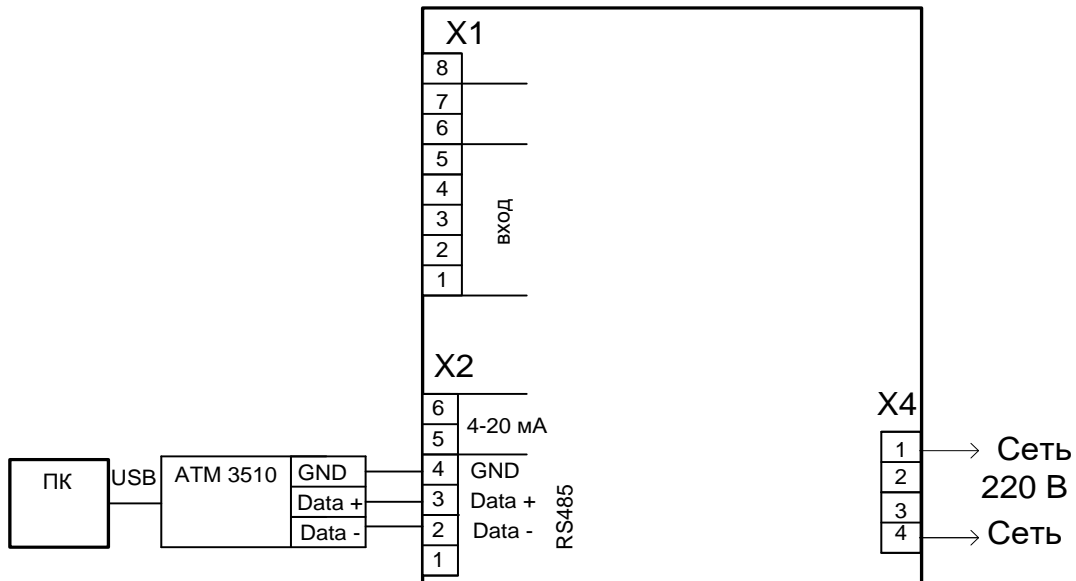 X1
8
7
6
5
4
3
2
1
вход
X2
6
5
4-20 мА
4
GND
3
Data +
2
Data -
1
RS485
ПК
USB
ATM 3510
GND
Data +
Data -
X4
1
2
3
4
Сеть
220 В
Сеть